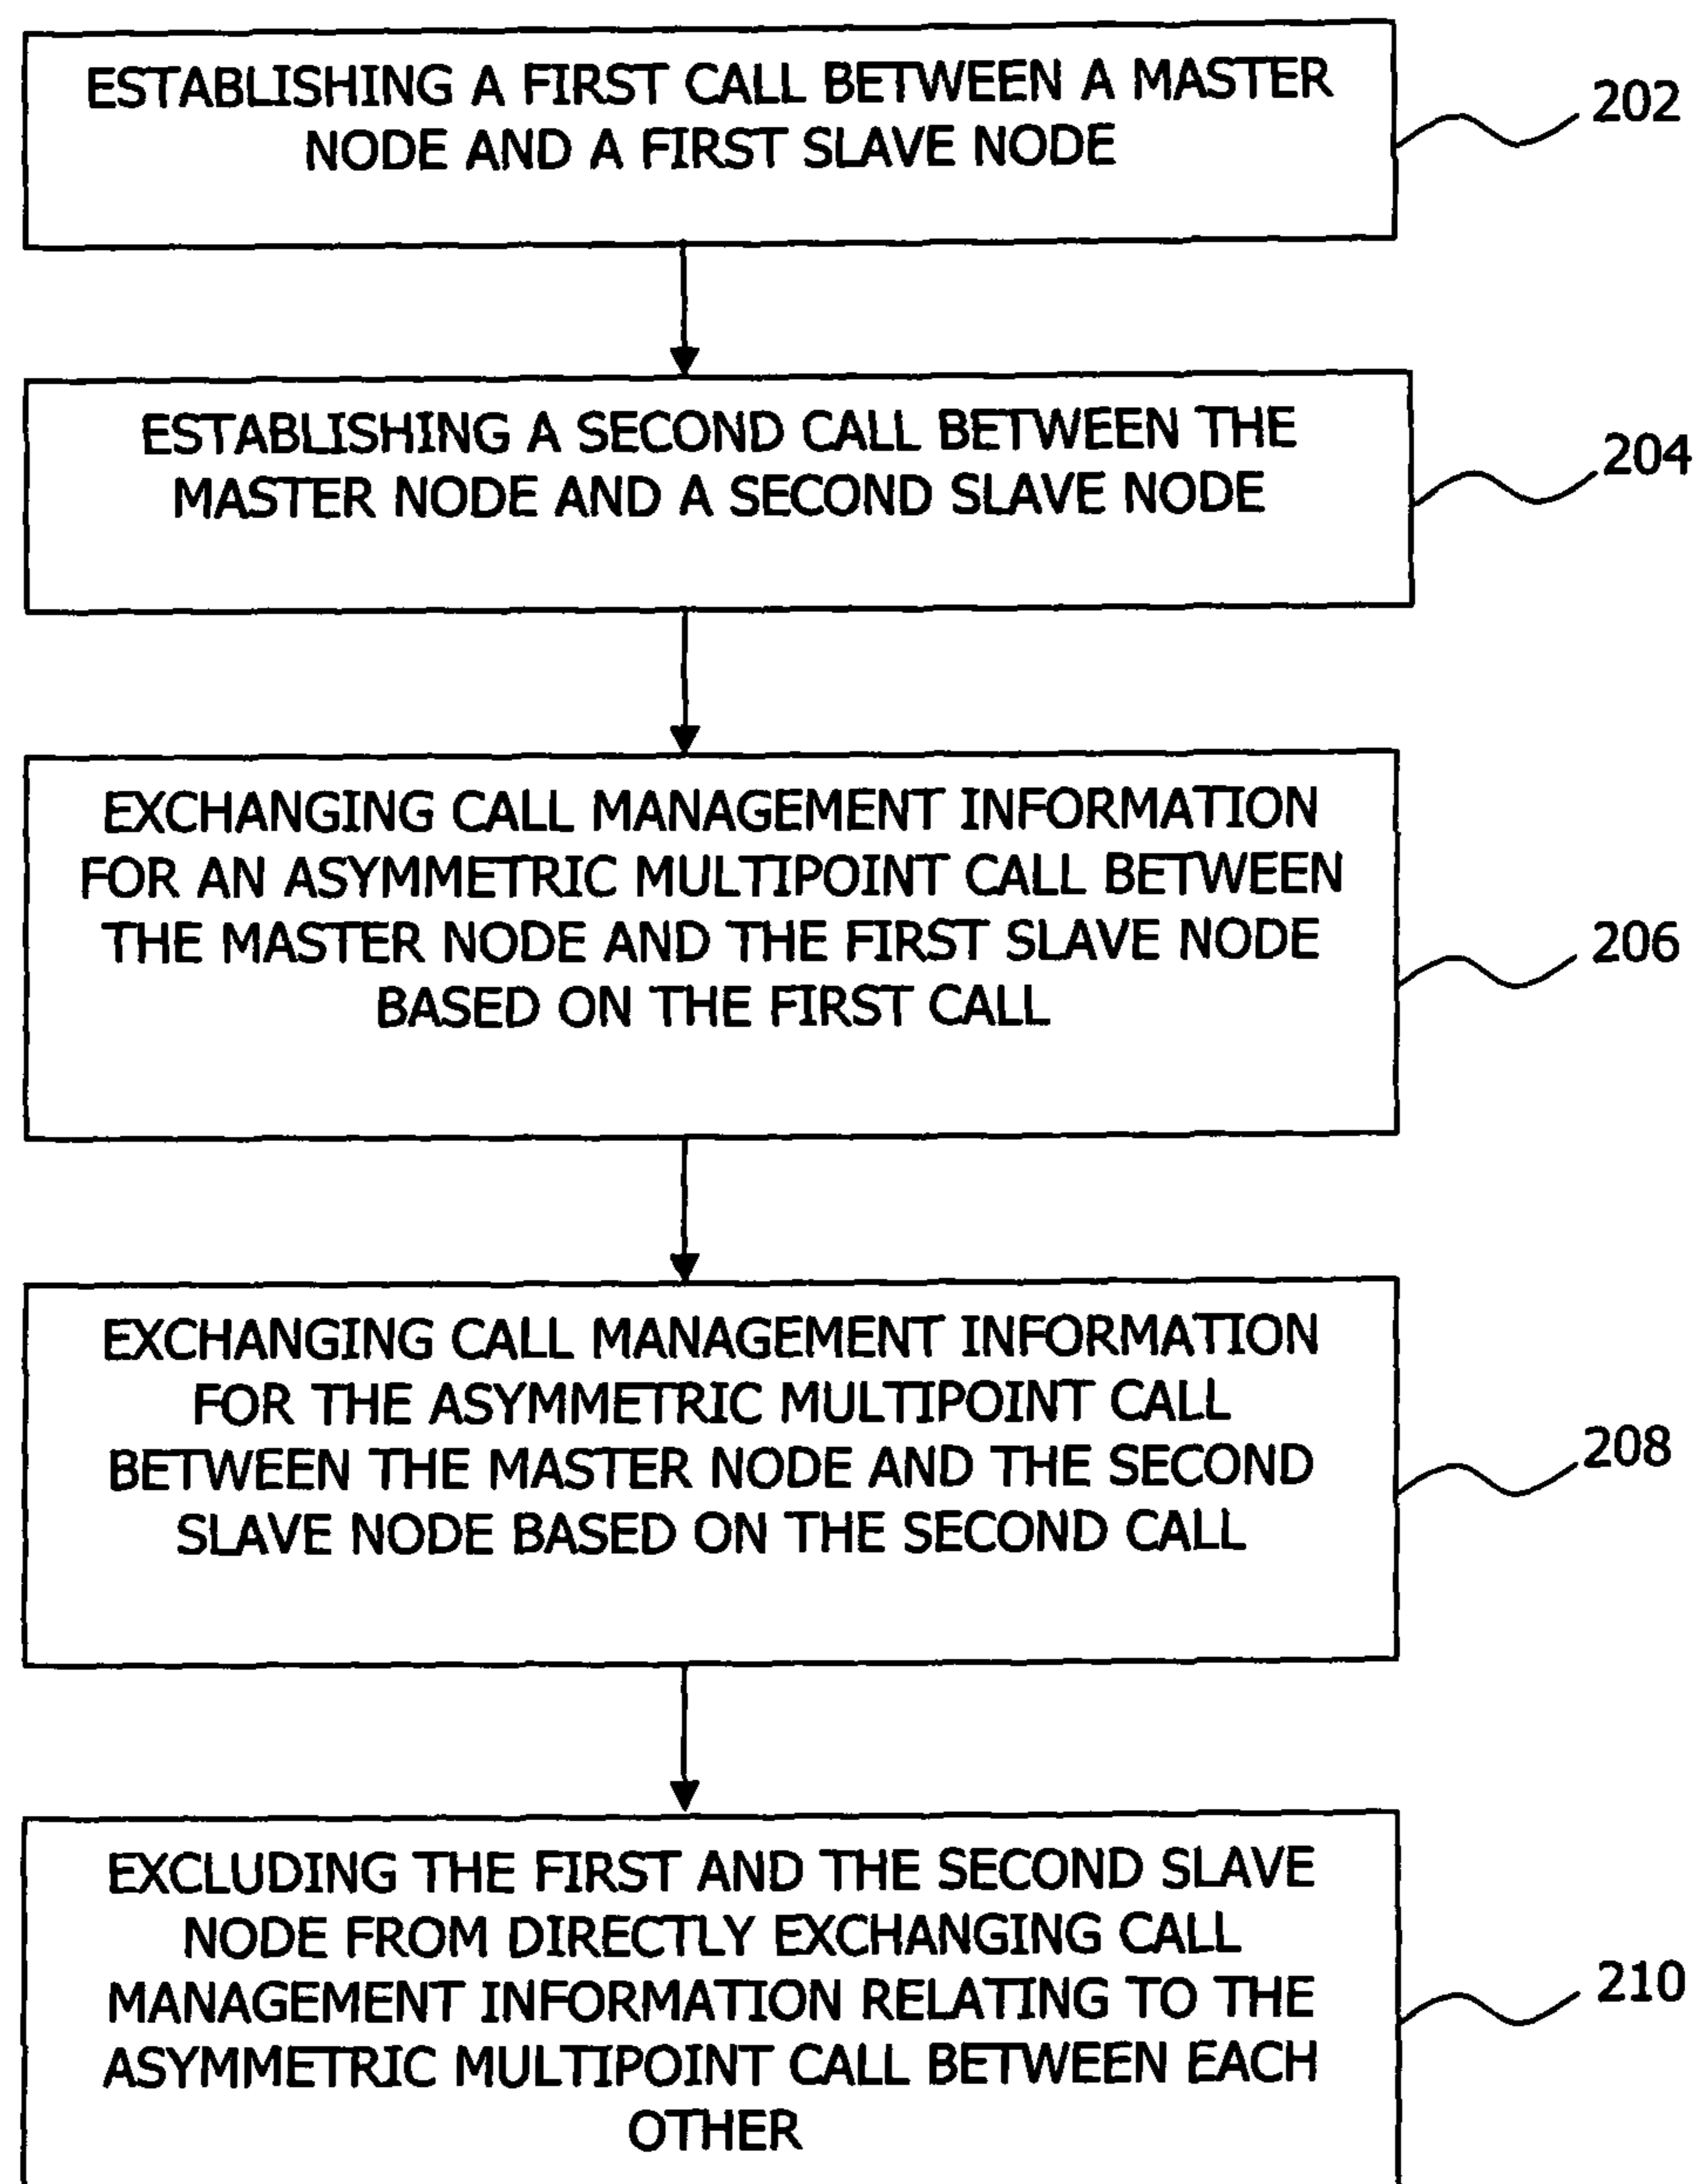 ESTABLISHING A FIRST CALL BETWEEN A MASTER
NODE AND A FIRST SLAVE NODE
202
ESTABLISHING A SECOND CALL BETWEEN THE
MASTER NODE AND A SECOND SLAVE NODE
204
EXCHANGING CALL MANAGEMENT INFORMATION
FOR AN ASYMMETRIC MULTIPOINT CALL BETWEEN
THE MASTER NODE AND THE FIRST SLAVE NODE
BASED ON THE FIRST CALL
206
EXCHANGING CALL MANAGEMENT INFORMATION
FOR THE ASYMMETRIC MULTIPOINT CALL
BETWEEN THE MASTER NODE AND THE SECOND
SLAVE NODE BASED ON THE SECOND CALL
208
EXCLUDING THE FIRST AND THE SECOND SLAVE
NODE FROM DIRECTLY EXCHANGING CALL
MANAGEMENT INFORMATION RELATING TO THE
ASYMMETRIC MULTIPOINT CALL BETWEEN EACH
OTHER
210